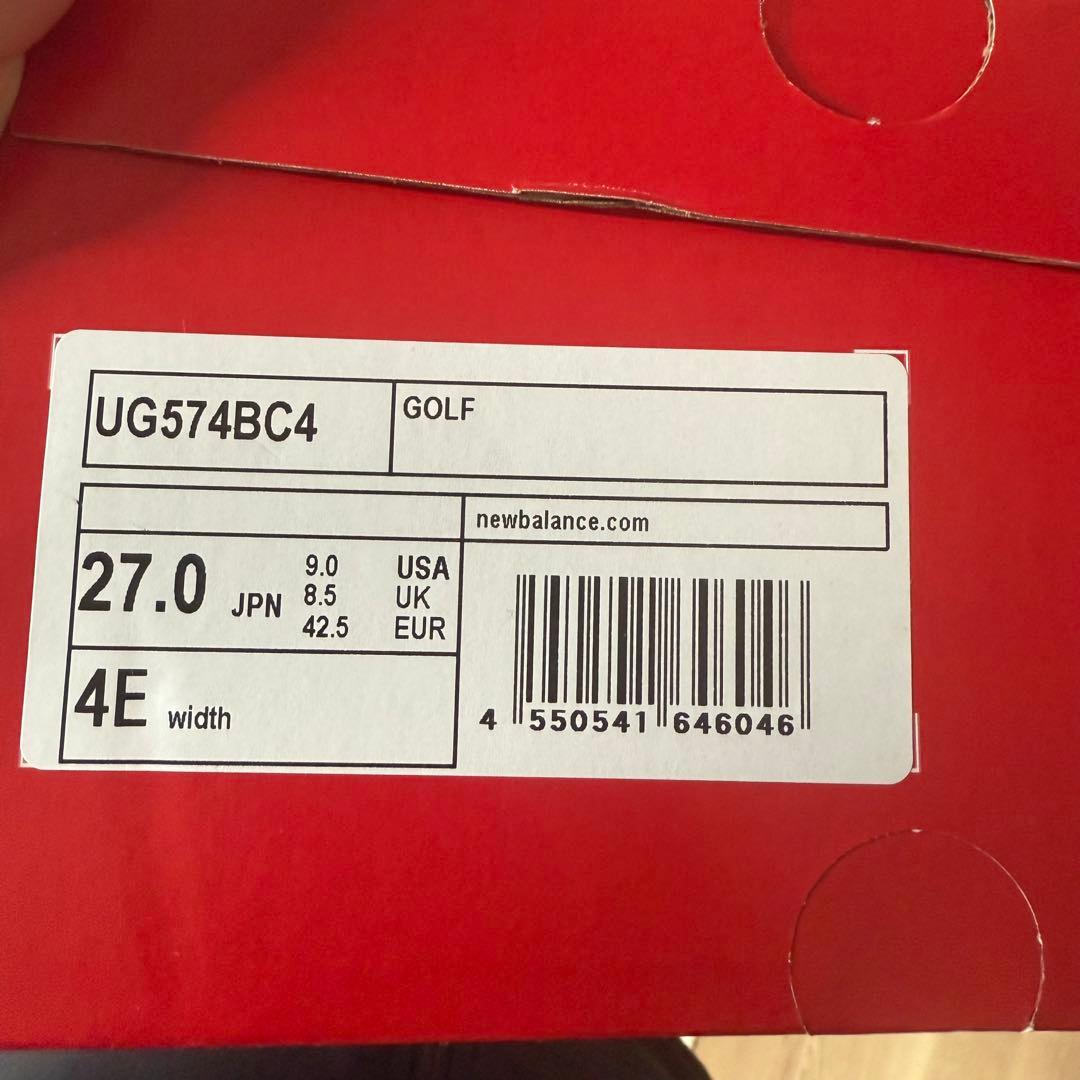 UG574BC4
GOLF
newbalance.com
27.0 JPN
9.0 USA
8.5 UK
42.5 EUR
4E width
4 550541 646046